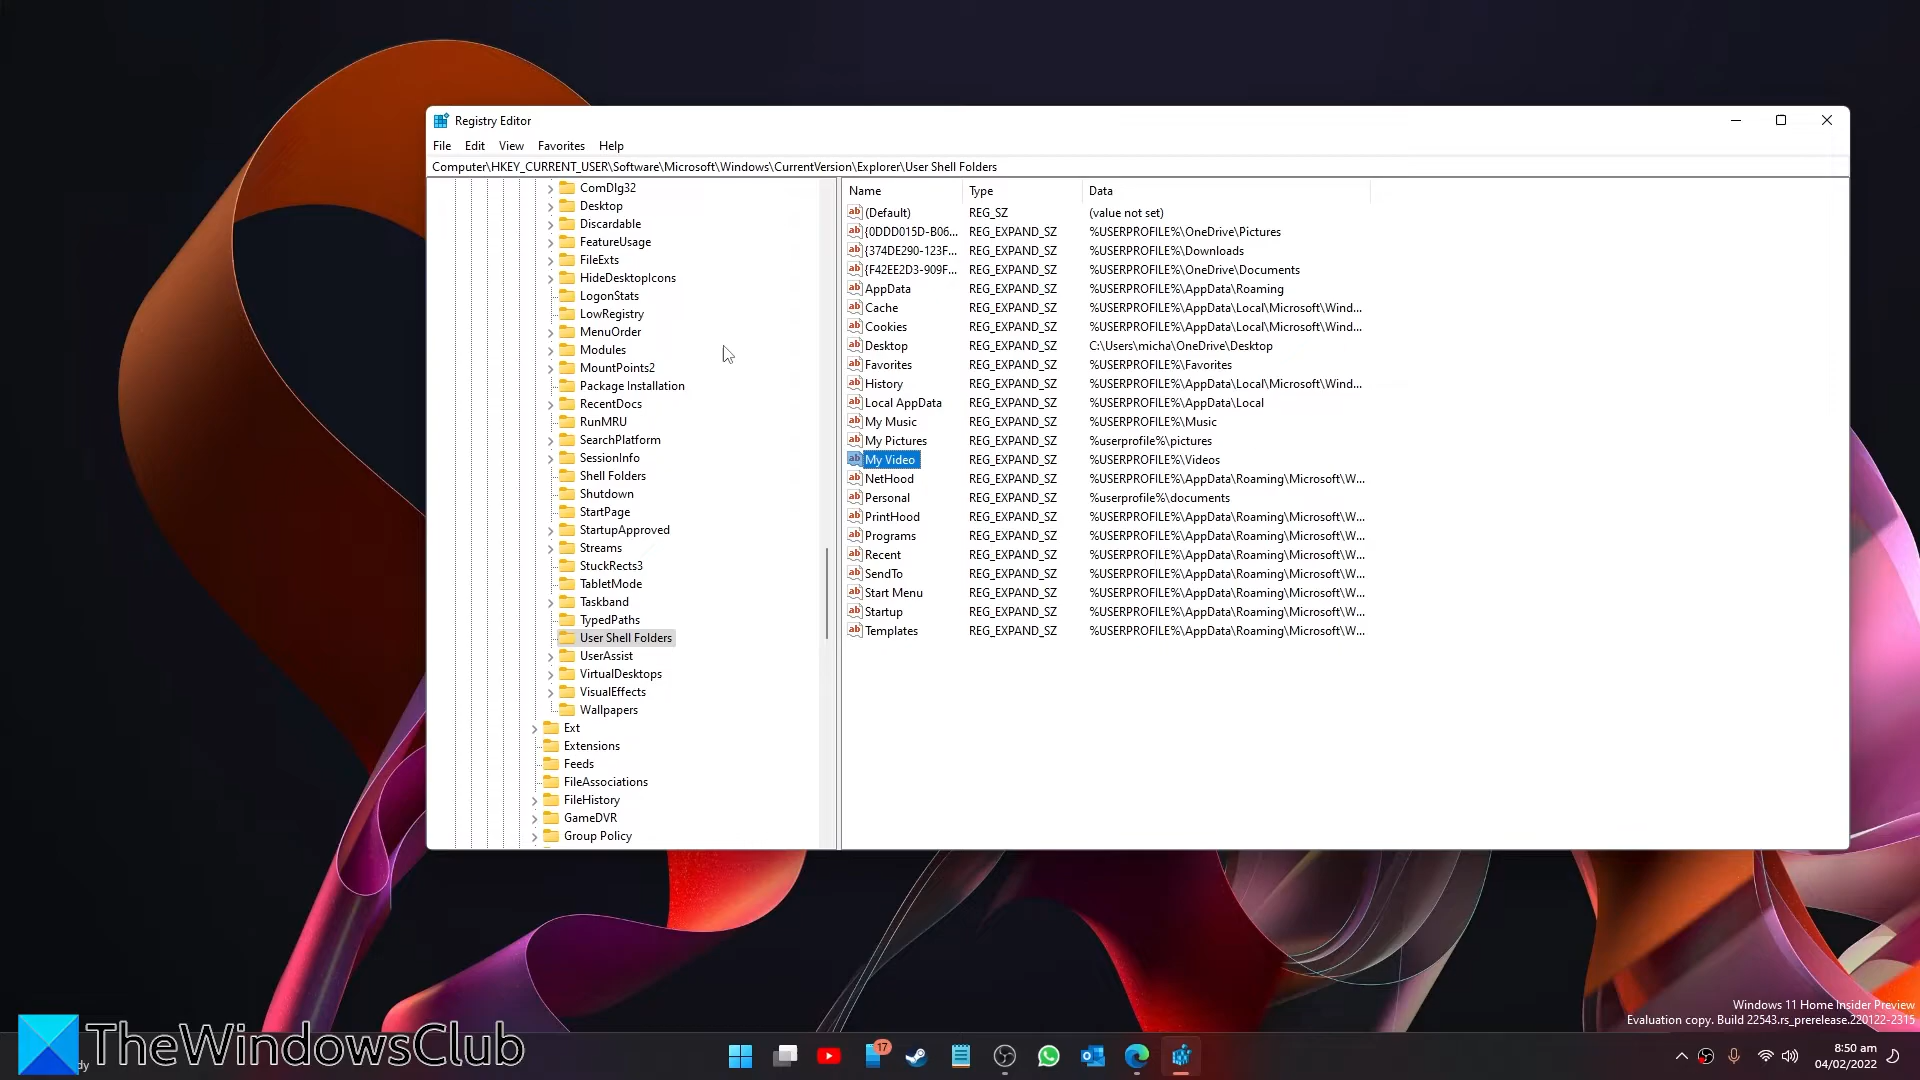 Registry Editor
File Edit View Favorites Help
Computer\HKEY_CURRENT_USER\Software\Microsoft\Windows\CurrentVersion\Explorer\User Shell Folders
ComDlg32
Desktop
Discardable
FeatureUsage
FileExts
HideDesktopIcons
LogonStats
LowRegistry
MenuOrder
Modules
MountPoints2
Package Installation
RecentDocs
RunMRU
SearchPlatform
SessionInfo
Shell Folders
Shutdown
StartPage
StartupApproved
Streams
StuckRects3
TabletMode
Taskband
TypedPaths
User Shell Folders
UserAssist
VirtualDesktops
VisualEffects
Wallpapers
Ext
Extensions
Feeds
FileAssociations
FileHistory
GameDVR
Group Policy
Name Type Data
(Default) REG_SZ (value not set)
{0DDD015D-B06... REG_EXPAND_SZ %USERPROFILE%\OneDrive\Pictures
{374DE290-123F... REG_EXPAND_SZ %USERPROFILE%\Downloads
{F42EE2D3-909F... REG_EXPAND_SZ %USERPROFILE%\OneDrive\Documents
AppData REG_EXPAND_SZ %USERPROFILE%\AppData\Roaming
Cache REG_EXPAND_SZ %USERPROFILE%\AppData\Local\Microsoft\Wind...
Cookies REG_EXPAND_SZ %USERPROFILE%\AppData\Local\Microsoft\Wind...
Desktop REG_EXPAND_SZ C:\Users\micha\OneDrive\Desktop
Favorites REG_EXPAND_SZ %USERPROFILE%\Favorites
History REG_EXPAND_SZ %USERPROFILE%\AppData\Local\Microsoft\Wind...
Local AppData REG_EXPAND_SZ %USERPROFILE%\AppData\Local
My Music REG_EXPAND_SZ %USERPROFILE%\Music
My Pictures REG_EXPAND_SZ %userprofile%\pictures
My Video REG_EXPAND_SZ %USERPROFILE%\Videos
NetHood REG_EXPAND_SZ %USERPROFILE%\AppData\Roaming\Microsoft\W...
Personal REG_EXPAND_SZ %userprofile%\documents
PrintHood REG_EXPAND_SZ %USERPROFILE%\AppData\Roaming\Microsoft\W...
Programs REG_EXPAND_SZ %USERPROFILE%\AppData\Roaming\Microsoft\W...
Recent REG_EXPAND_SZ %USERPROFILE%\AppData\Roaming\Microsoft\W...
SendTo REG_EXPAND_SZ %USERPROFILE%\AppData\Roaming\Microsoft\W...
Start Menu REG_EXPAND_SZ %USERPROFILE%\AppData\Roaming\Microsoft\W...
Startup REG_EXPAND_SZ %USERPROFILE%\AppData\Roaming\Microsoft\W...
Templates REG_EXPAND_SZ %USERPROFILE%\AppData\Roaming\Microsoft\W...
Windows 11 Home Insider Preview
Evaluation copy. Build 22543.rs_prerelease.220122-2315
TheWindowsClub
17
8:50 am
04/02/2022